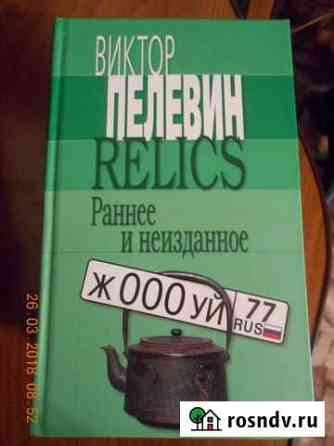 ВИКТОР
ПЕЛЕВИН
RELICS
Раннее
и неизданное
Ж 000 УЙ 77
RUS
26 03 2018 08:52
rosndv.ru